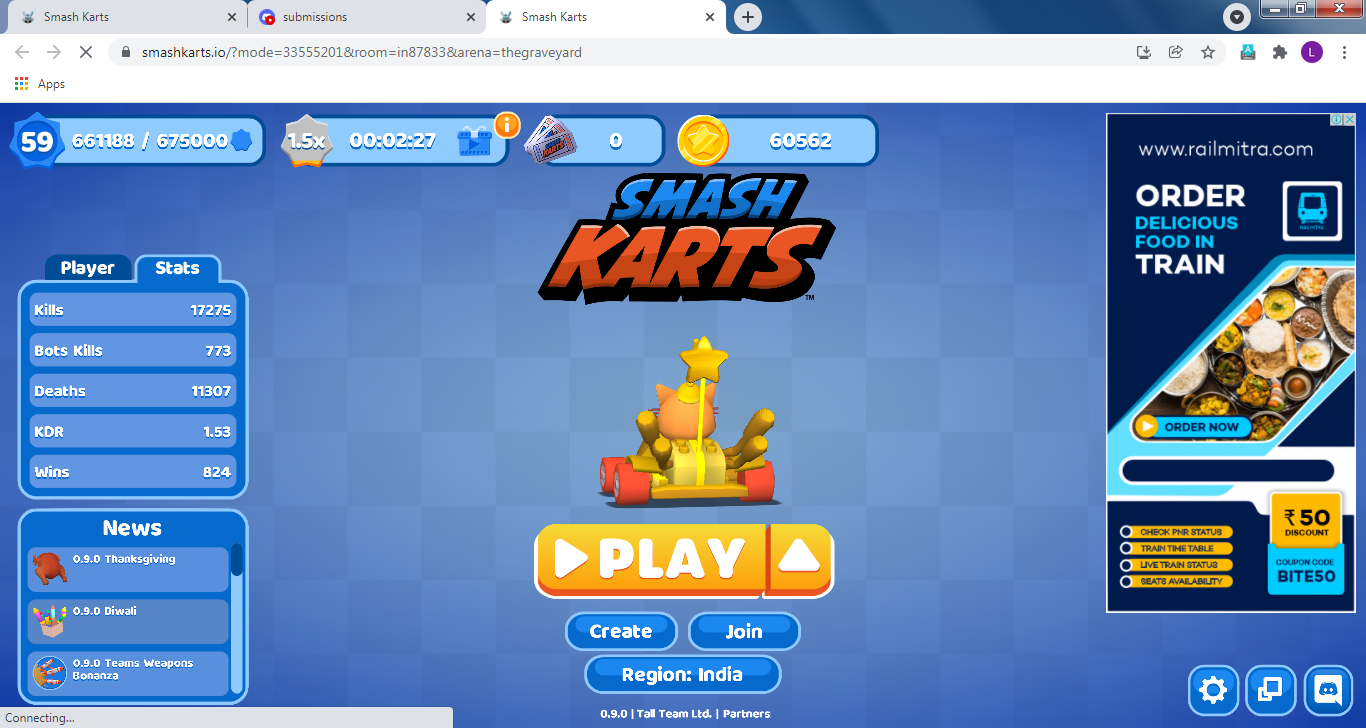 Smash Karts
submissions
Smash Karts
smashkarts.io/?mode=33555201&room=in87833&arena=thegraveyard
L
Apps
59
661188 / 675000
1.5x
00:02:27
i
0
60562
SMASH
KARTS
™
Player
Stats
Kills 17275
Bots Kills 773
Deaths 11307
KDR 1.53
Wins 824
News
0.9.0 Thanksgiving
0.9.0 Diwali
0.9.0 Teams Weapons
Bonanza
PLAY
Create
Join
Region: India
0.9.0 | Tall Team Ltd. | Partners
Connecting...
www.railmitra.com
ORDER
DELICIOUS
FOOD IN
TRAIN
RAILMITRA
ORDER NOW
CHECK PNR STATUS
TRAIN TIME TABLE
LIVE TRAIN STATUS
SEATS AVAILABILITY
₹ 50
DISCOUNT
COUPON CODE
BITE50